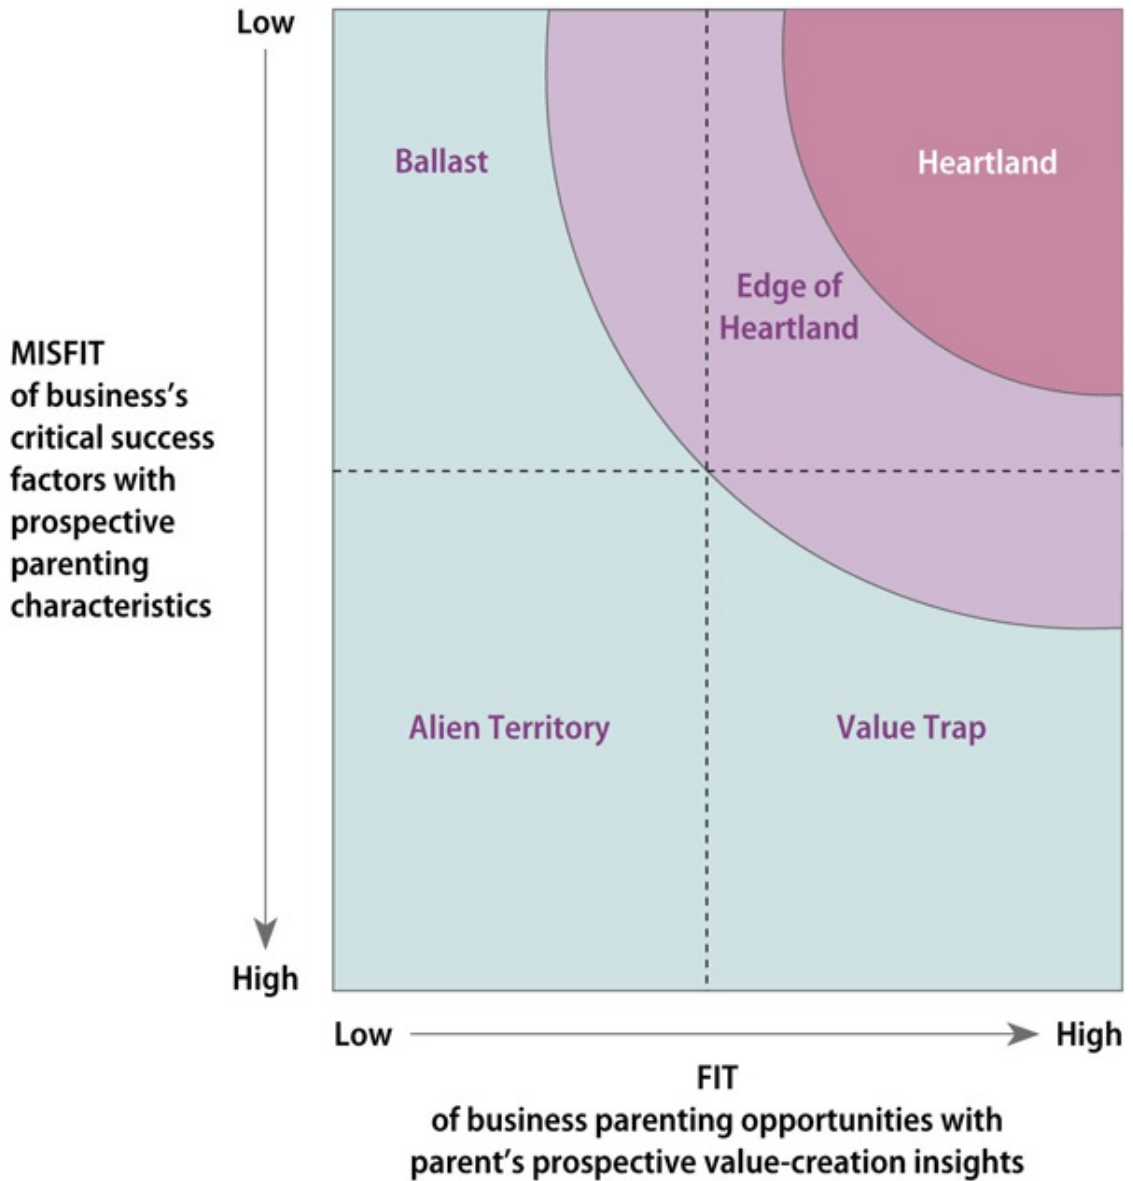 Low
Ballast
Heartland
Edge of
Heartland
MISFIT
of business’s
critical success
factors with
prospective
parenting
characteristics
Alien Territory
Value Trap
High
Low
High
FIT
of business parenting opportunities with
parent’s prospective value-creation insights